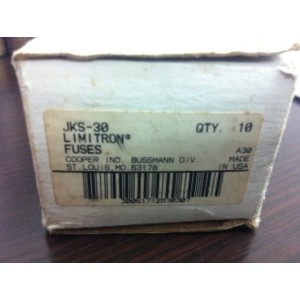 JKS-30 QTY. 10
LIMITRON®
FUSES A30
COOPER IND. BUSSMANN DIV. MADE
ST. LOUIS, MO. 63178 IN USA